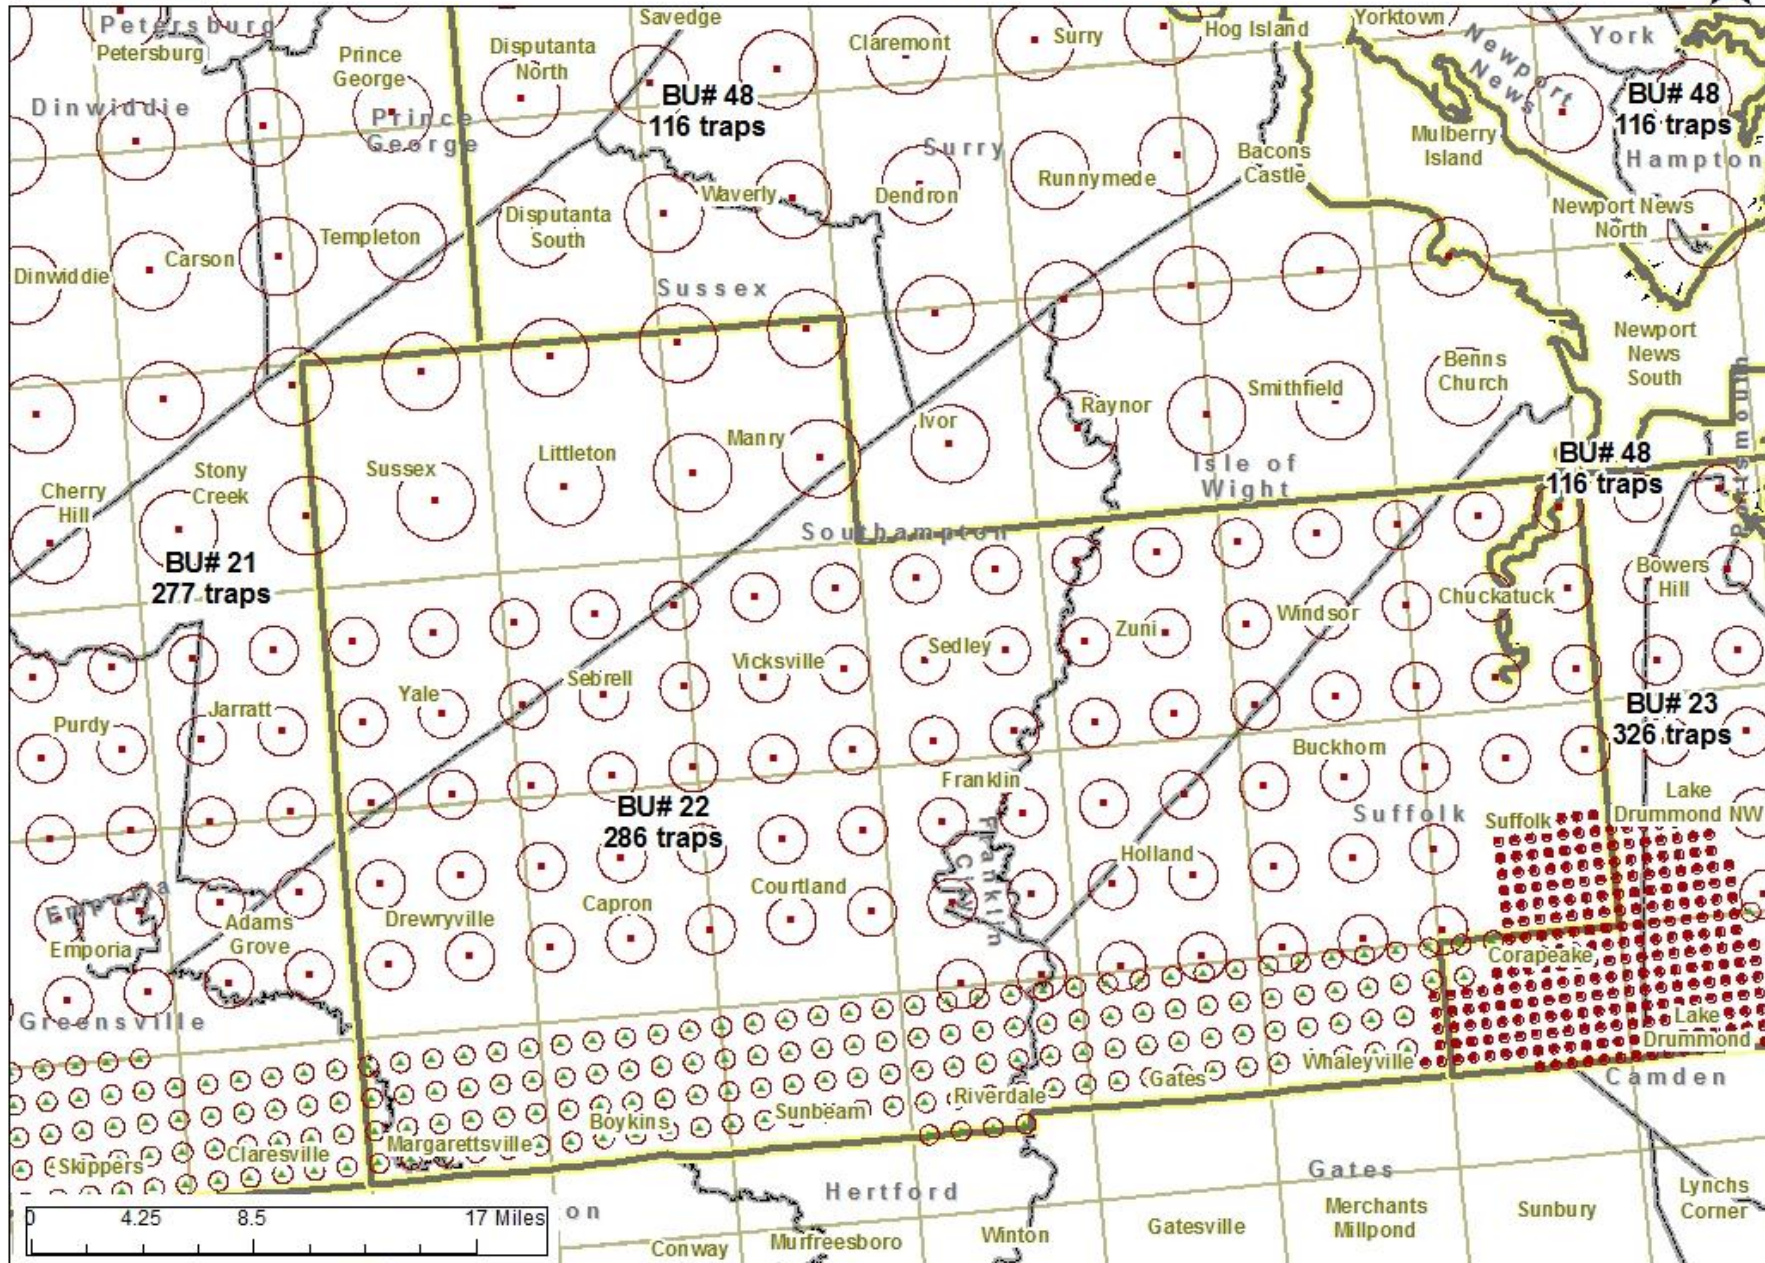 Petersburg
Petersburg
Prince
George
Disputanta
North
Savedge
Claremont
Surry
Hog Island
Yorktown
York
Newport
News
Dinwiddie
Prince
George
BU# 48
116 traps
BU# 48
116 traps
Mulberry
Island
Hampton
Surry
Bacons
Castle
Runnymede
Waverly
Dendron
Disputanta
South
Newport News
North
Templeton
Carson
Dinwiddie
Sussex
Newport
News
South
Benns
Church
Smithfield
Raynor
Ivor
Portsmouth
Manry
Littleton
Sussex
Stony
Creek
Cherry
Hill
Isle of
Wight
BU# 48
116 traps
Southampton
BU# 21
277 traps
Bowers
Hill
Chuckatuck
Windsor
Zuni
Sedley
Vicksville
Sebrell
Yale
Jarratt
Purdy
BU# 23
326 traps
Buckhorn
Franklin
Lake
Drummond NW
BU# 22
286 traps
Suffolk
Suffolk
Franklin
City
Holland
Courtland
Capron
Drewryville
Adams
Grove
Emporia
Emporia
Corapeake
Greensville
Lake
Drummond
Whaleyville
Gates
Riverdale
Sunbeam
Boykins
Margarettsville
Claresville
Skippers
Camden
Gates
Hertford
on
Lynchs
Corner
Sunbury
Merchants
Millpond
Gatesville
Winton
Murfreesboro
Conway
0 4.25 8.5 17 Miles